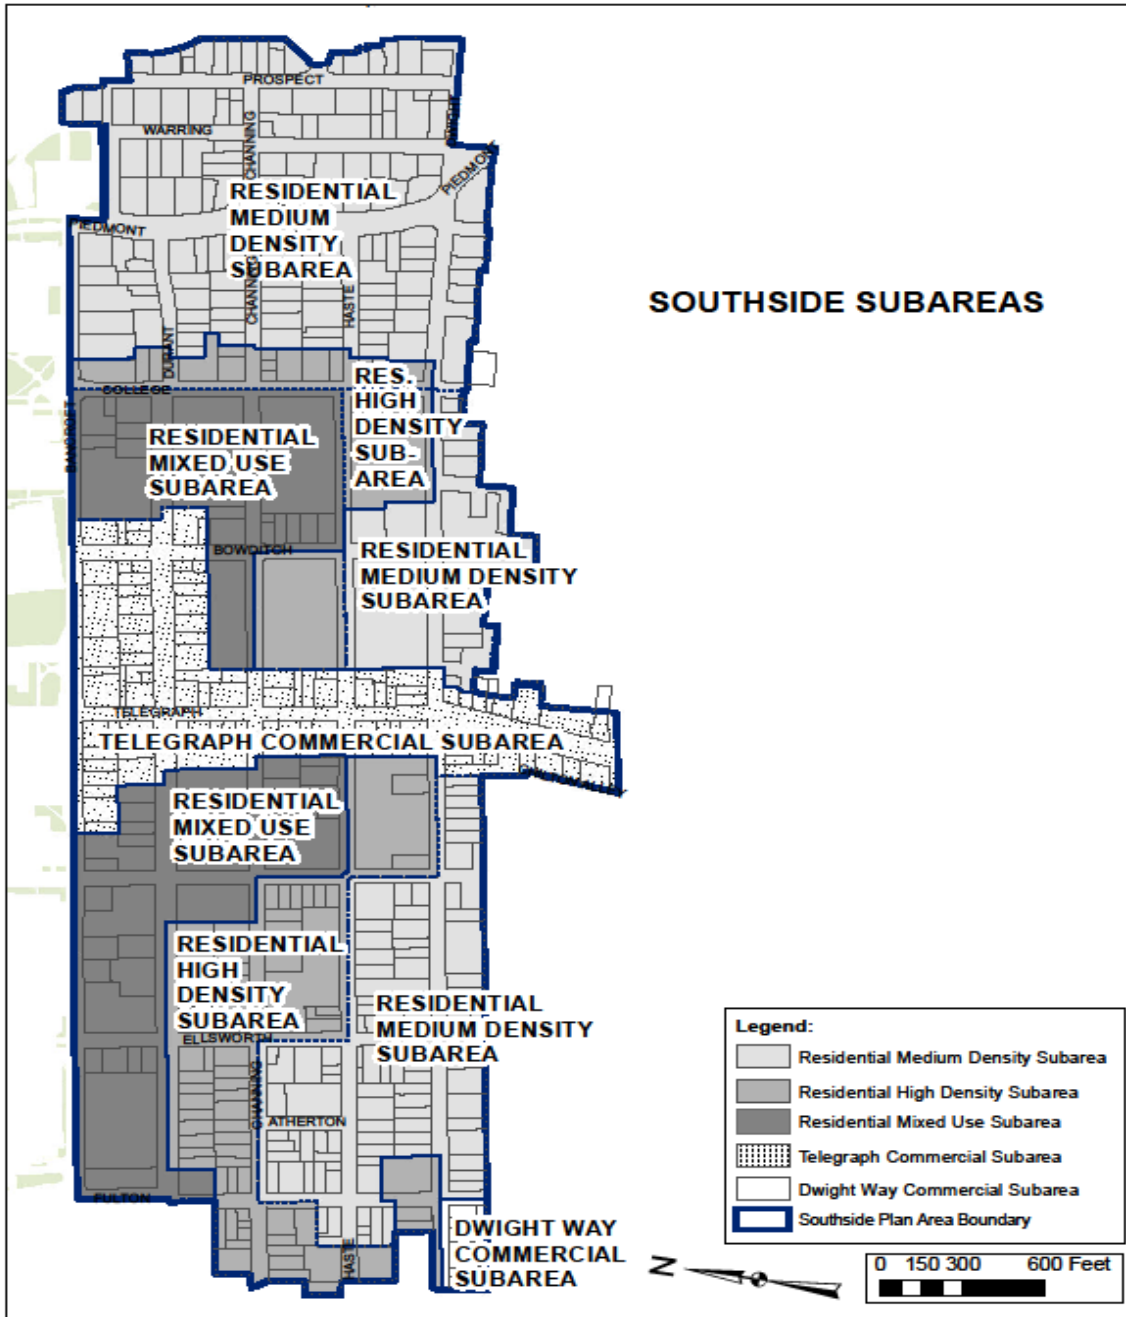 PROSPECT
WARRING
CHANNING
DWIGHT
PIEDMONT
RESIDENTIAL
MEDIUM
DENSITY
SUBAREA
PIEDMONT
CHANNING
HASTE
SOUTHSIDE SUBAREAS
DURANT
COLLEGE
BANCROFT
RES.
HIGH
DENSITY
SUB-
AREA
RESIDENTIAL
MIXED USE
SUBAREA
BOWDITCH
RESIDENTIAL
MEDIUM DENSITY
SUBAREA
TELEGRAPH
TELEGRAPH COMMERCIAL SUBAREA
RESIDENTIAL
MIXED USE
SUBAREA
RESIDENTIAL
HIGH
DENSITY
SUBAREA
RESIDENTIAL
MEDIUM DENSITY
SUBAREA
ELLSWORTH
CHANNING
ATHERTON
FULTON
HASTE
DWIGHT WAY
COMMERCIAL
SUBAREA
Legend:
Residential Medium Density Subarea
Residential High Density Subarea
Residential Mixed Use Subarea
Telegraph Commercial Subarea
Dwight Way Commercial Subarea
Southside Plan Area Boundary
N
0 150 300 600 Feet